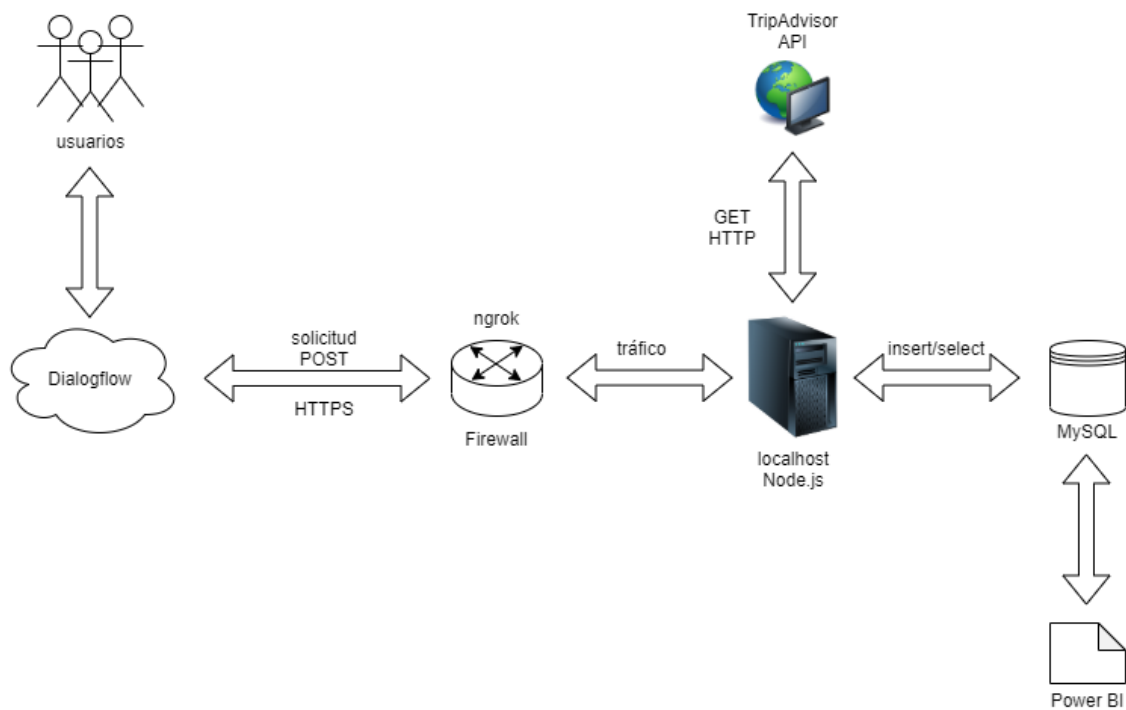 TripAdvisor
API
usuarios
GET
HTTP
ngrok
solicitud
POST
HTTPS
Dialogflow
Firewall
tráfico
insert/select
localhost
Node.js
MySQL
Power BI